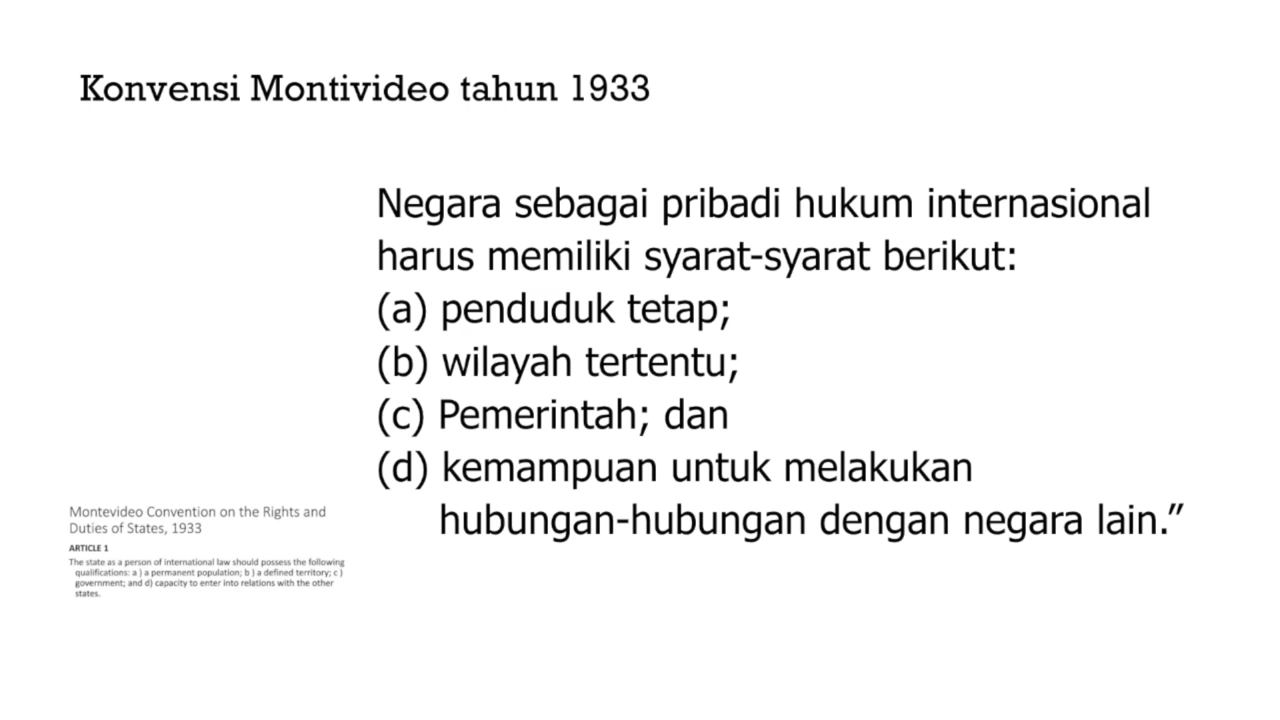 Konvensi Montivideo tahun 1933
Negara sebagai pribadi hukum internasional
harus memiliki syarat-syarat berikut:
(a) penduduk tetap;
(b) wilayah tertentu;
(c) Pemerintah; dan
(d) kemampuan untuk melakukan
hubungan-hubungan dengan negara lain.”
Montevideo Convention on the Rights and
Duties of States, 1933
ARTICLE 1
The state as a person of international law should possess the following
qualifications: a ) a permanent population; b ) a defined territory; c )
government; and d) capacity to enter into relations with the other
states.